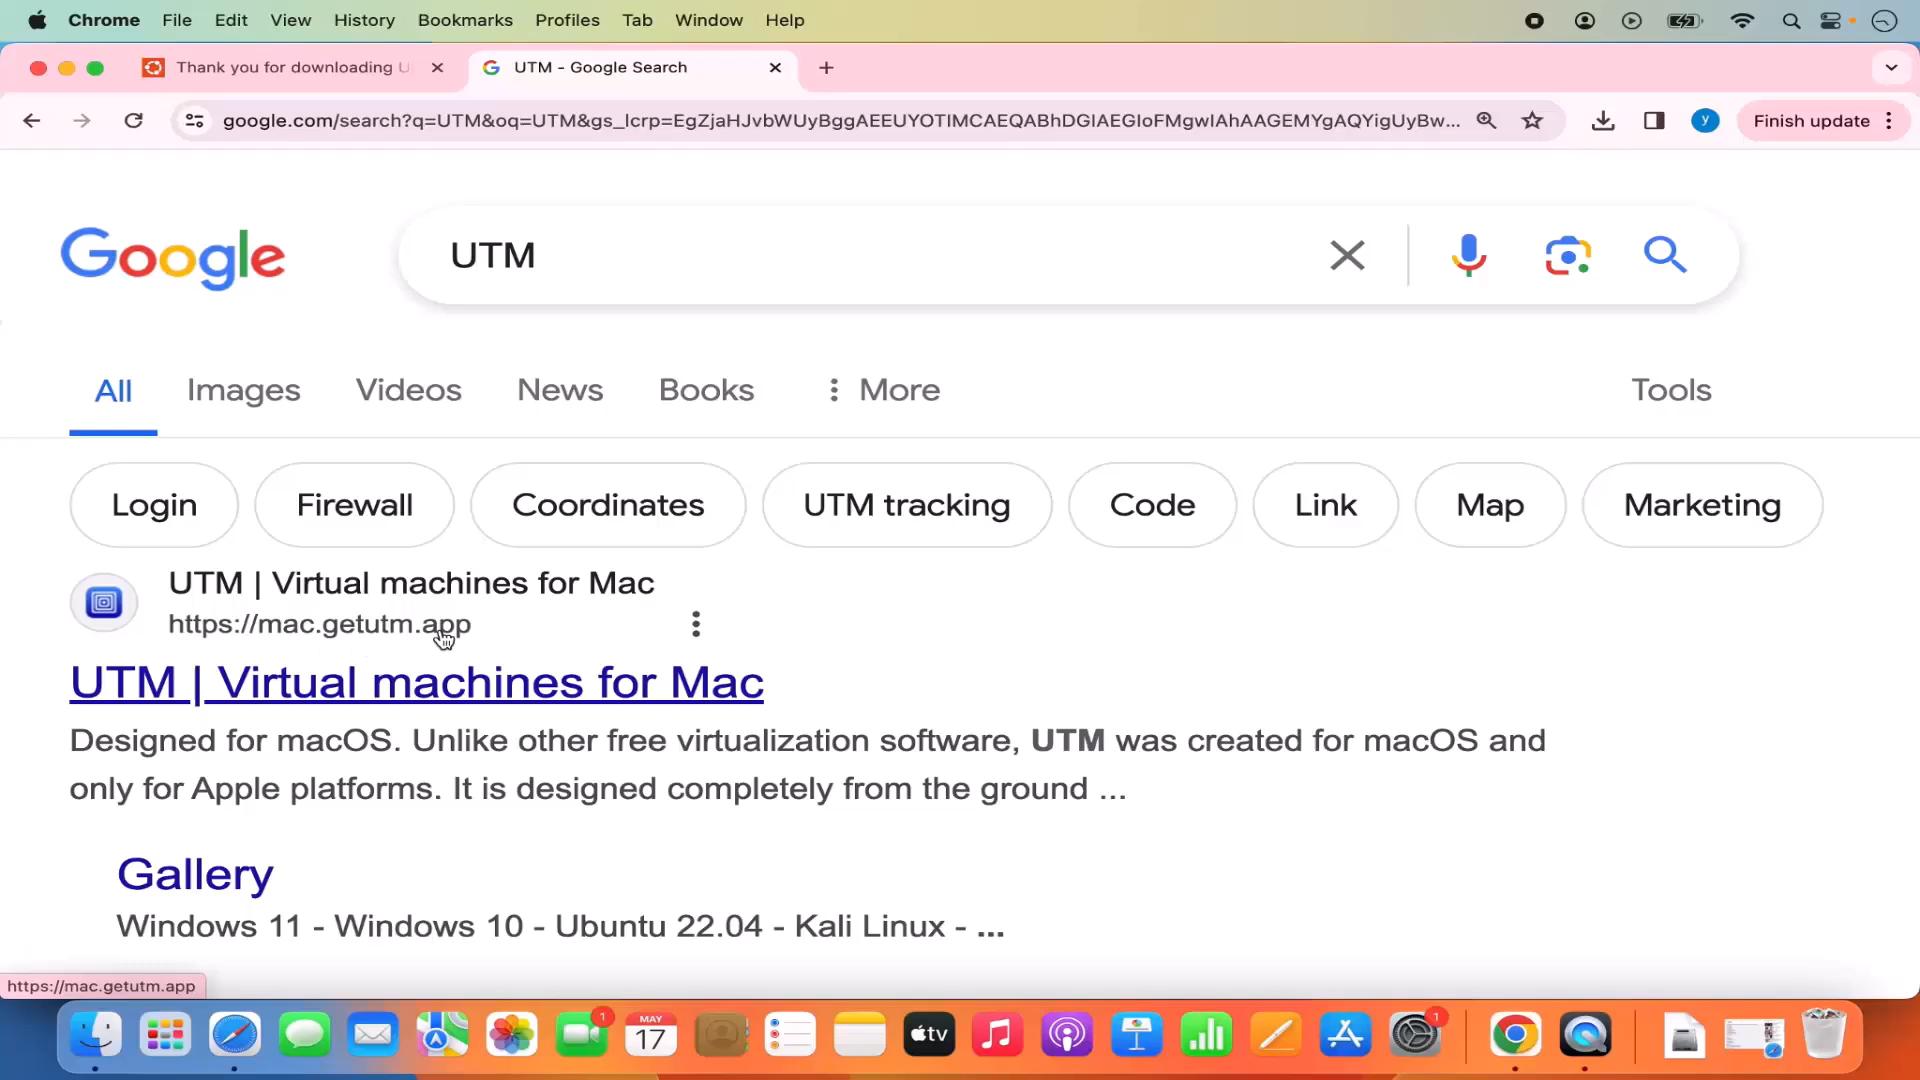 Chrome File Edit View History Bookmarks Profiles Tab Window Help
Thank you for downloading U
UTM - Google Search
google.com/search?q=UTM&oq=UTM&gs_lcrp=EgZjaHJvbWUyBggAEEUYOTIMCAEQABhDGIAEGIoFMgwIAhAAGEMYgAQYigUyBw...
y
Finish update
Google
UTM
All Images Videos News Books More Tools
Login Firewall Coordinates UTM tracking Code Link Map Marketing
UTM | Virtual machines for Mac
https://mac.getutm.app
UTM | Virtual machines for Mac
Designed for macOS. Unlike other free virtualization software, UTM was created for macOS and
only for Apple platforms. It is designed completely from the ground ...
Gallery
Windows 11 - Windows 10 - Ubuntu 22.04 - Kali Linux - ...
https://mac.getutm.app
1
MAY
17
tv
1